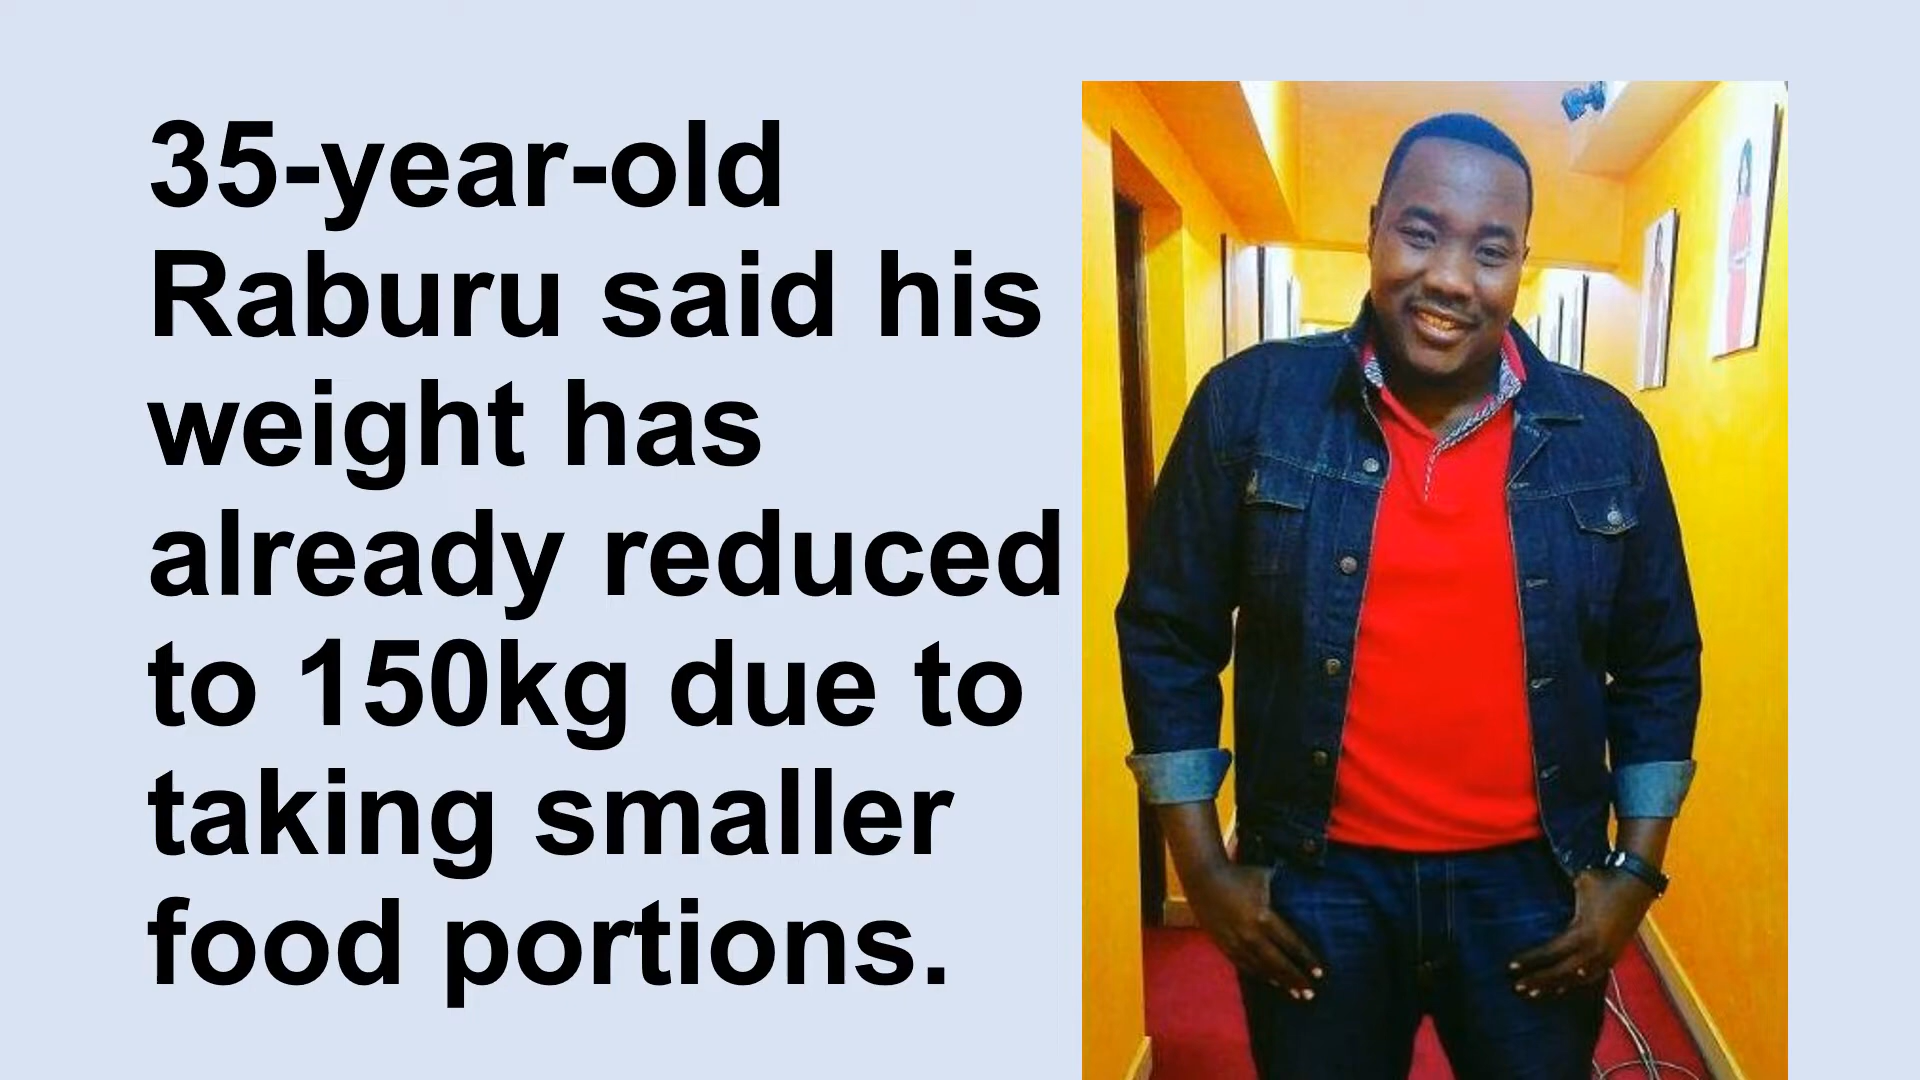 35-year-old
Raburu said his
weight has
already reduced
to 150kg due to
taking smaller
food portions.